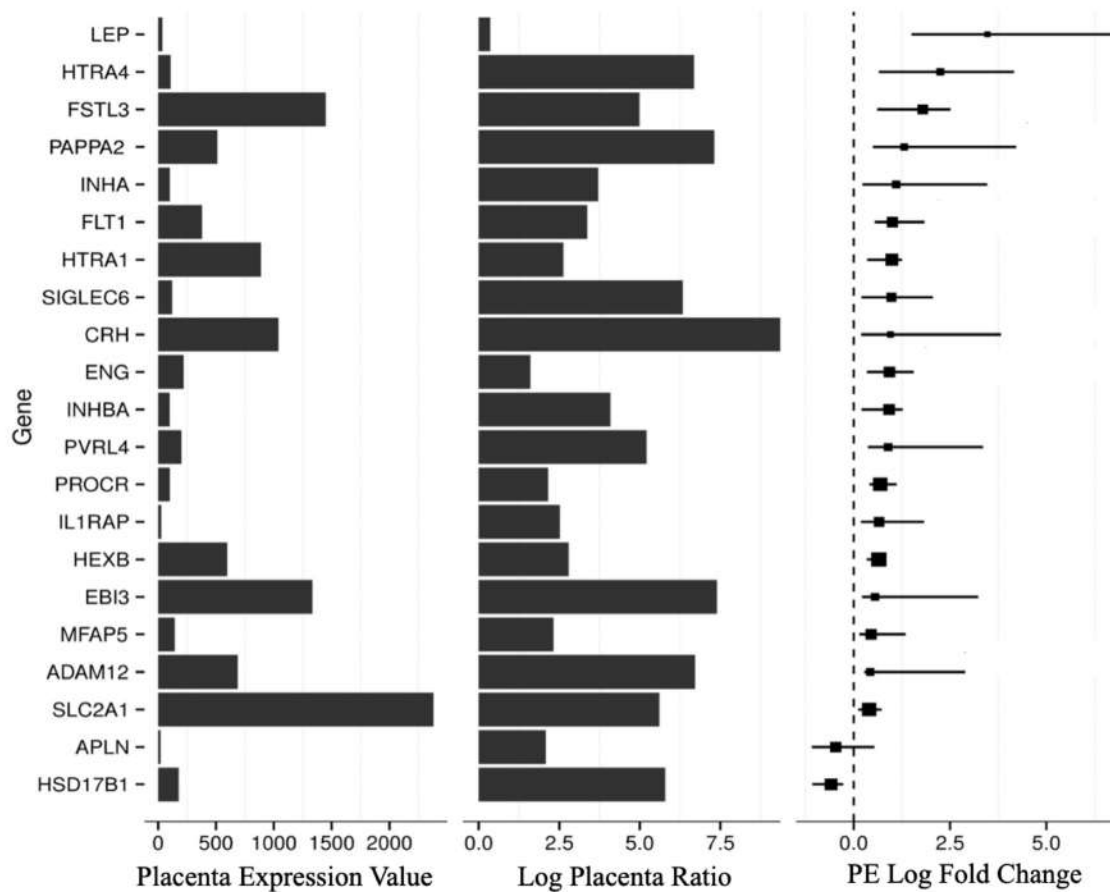 LEP
HTRA4
FSTL3
PAPPA2
INHA
FLT1
HTRA1
SIGLEC6
CRH
ENG
INHBA
PVRL4
PROCR
IL1RAP
HEXB
EBI3
MFAP5
ADAM12
SLC2A1
APLN
HSD17B1
Gene
0 500 1000 1500 2000
Placenta Expression Value
0.0 2.5 5.0 7.5
Log Placenta Ratio
0.0 2.5 5.0
PE Log Fold Change